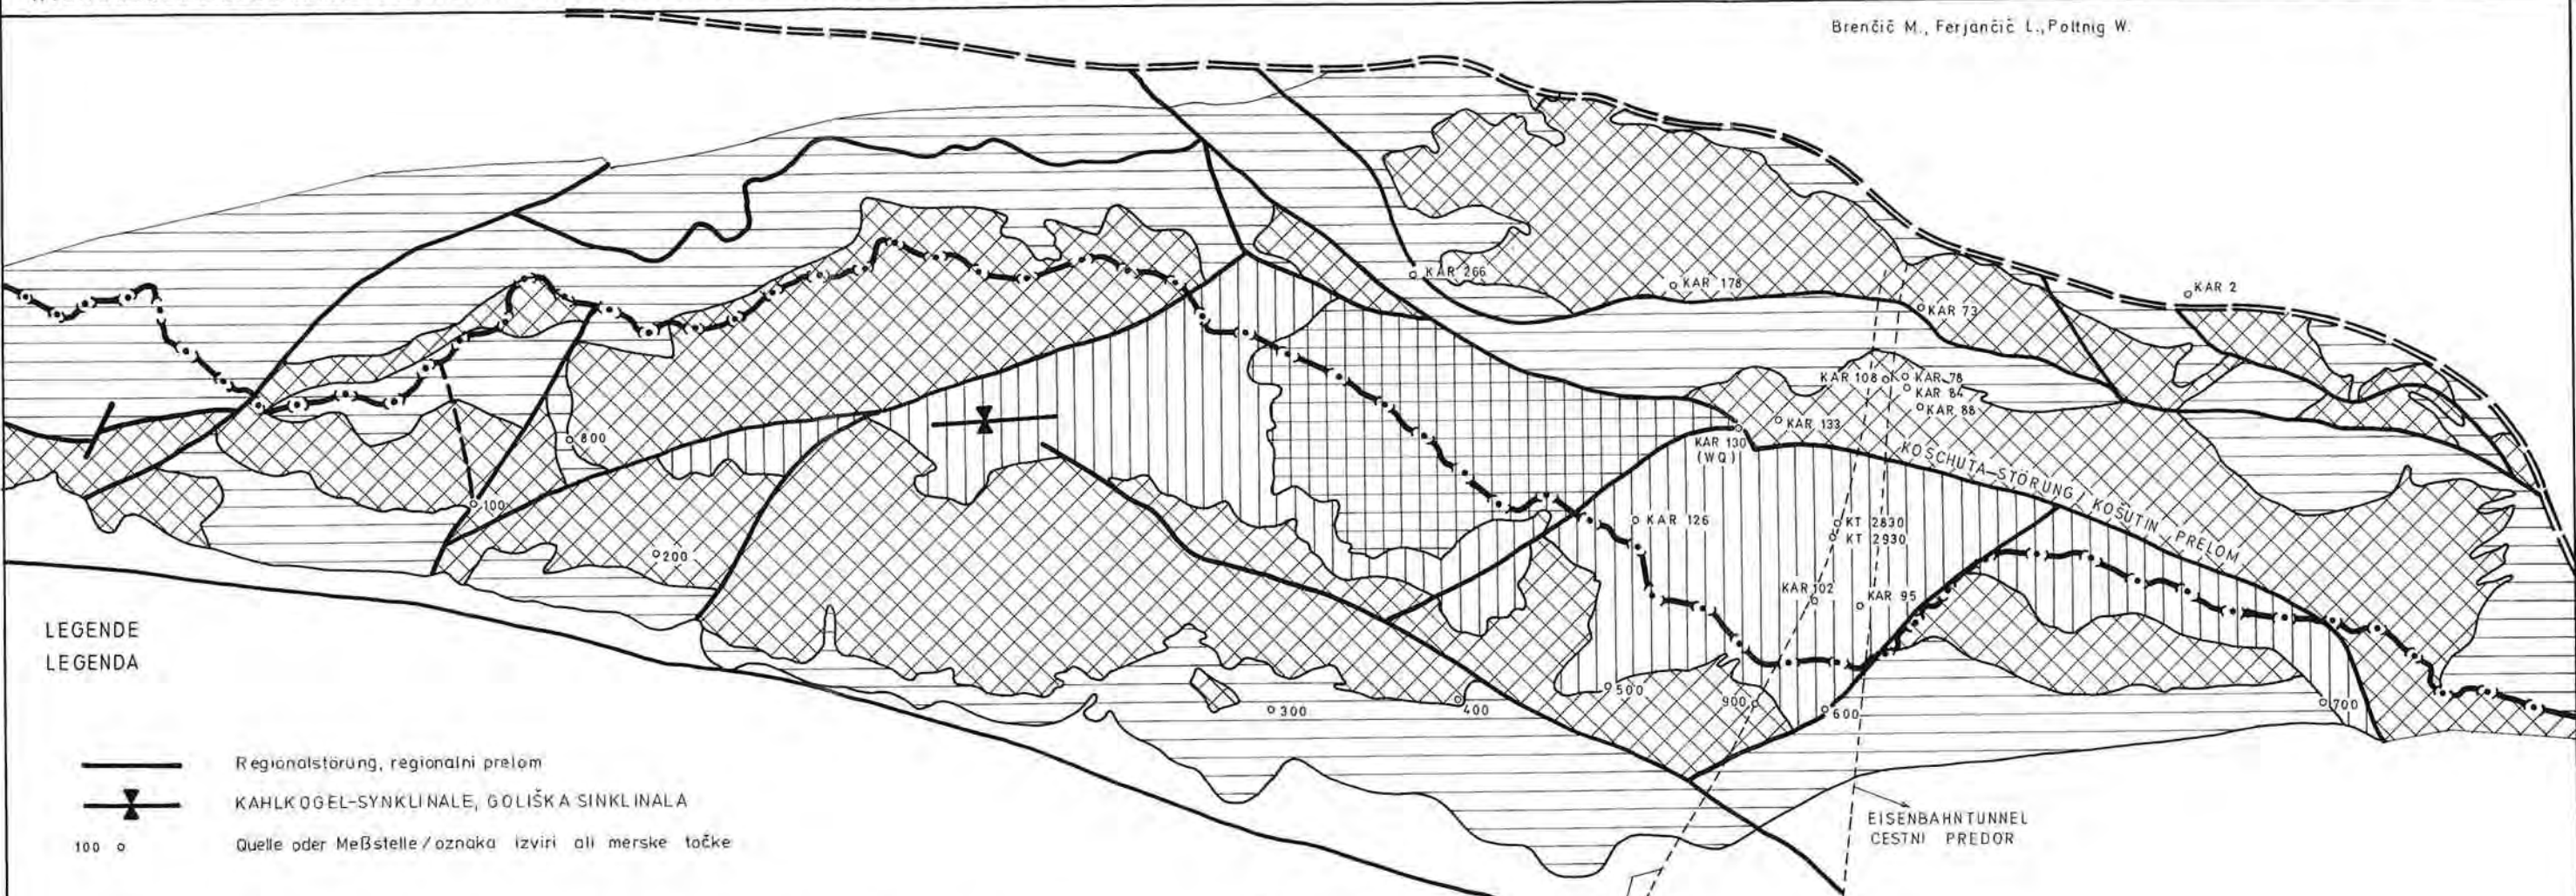 Brenčič M., Ferjančič L., Poltnig W.
KAR 2
KAR 266
KAR 178
KAR 73
KAR 108
KAR 78
KAR 84
KAR 88
KAR 133
KAR 130
(WQ)
KOSCHUTA-STÖRUNG / KOŠUTIN PRELOM
800
100
200
KAR 126
KT 2830
KT 2930
KAR 102
KAR 95
500
900
600
700
300
400
LEGENDE
LEGENDA
Regionalstörung, regionalni prelom
KAHLKOGEL-SYNKLINALE, GOLIŠKA SINKLINALA
100
Quelle oder Meßstelle / oznaka izviri ali merske točke
EISENBAHNTUNNEL
CESTNI PREDOR